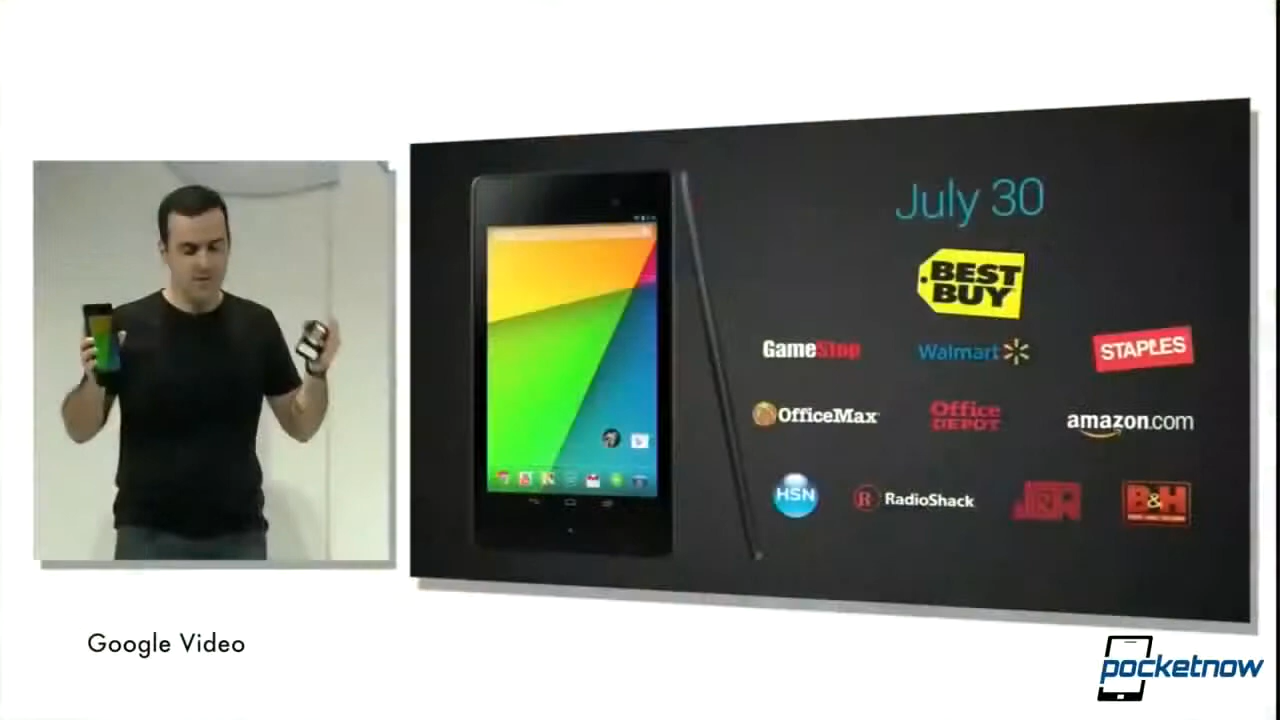 July 30
BEST
BUY
GameStop
Walmart
STAPLES
OfficeMax
Office
DEPOT
amazon.com
HSN
R RadioShack
J&R
B&H
Google Video
pocketnow